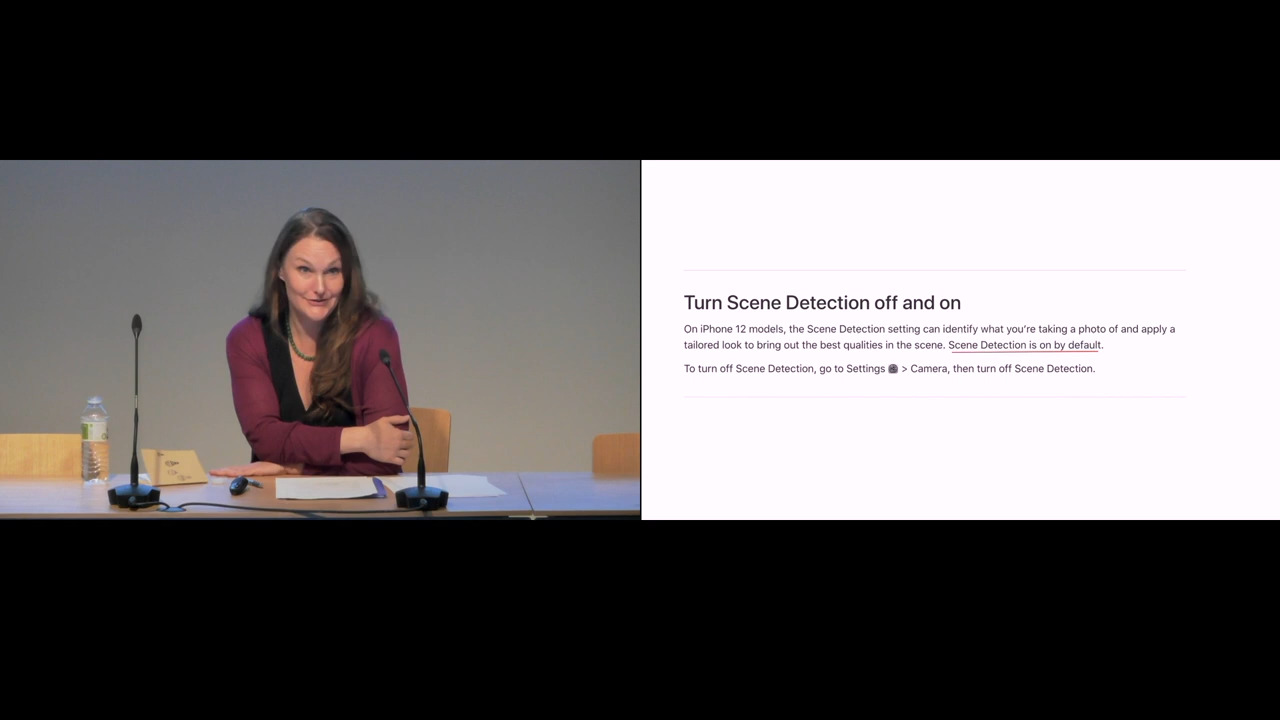 Turn Scene Detection off and on
On iPhone 12 models, the Scene Detection setting can identify what you're taking a photo of and apply a
tailored look to bring out the best qualities in the scene. Scene Detection is on by default.
To turn off Scene Detection, go to Settings > Camera, then turn off Scene Detection.